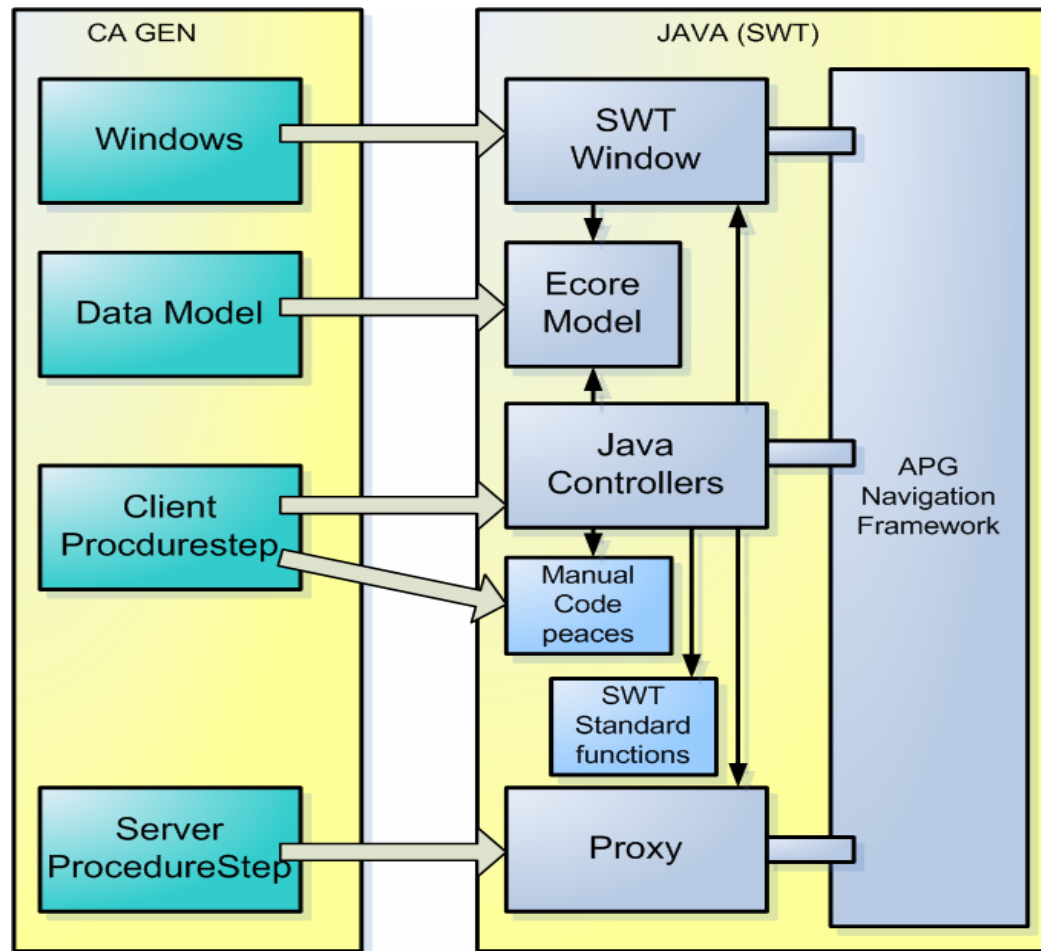 CA GEN
Windows
Data Model
Client
Procdurestep
Server
ProcedureStep
JAVA (SWT)
SWT
Window
Ecore
Model
Java
Controllers
Manual
Code
peaces
SWT
Standard
functions
Proxy
APG
Navigation
Framework